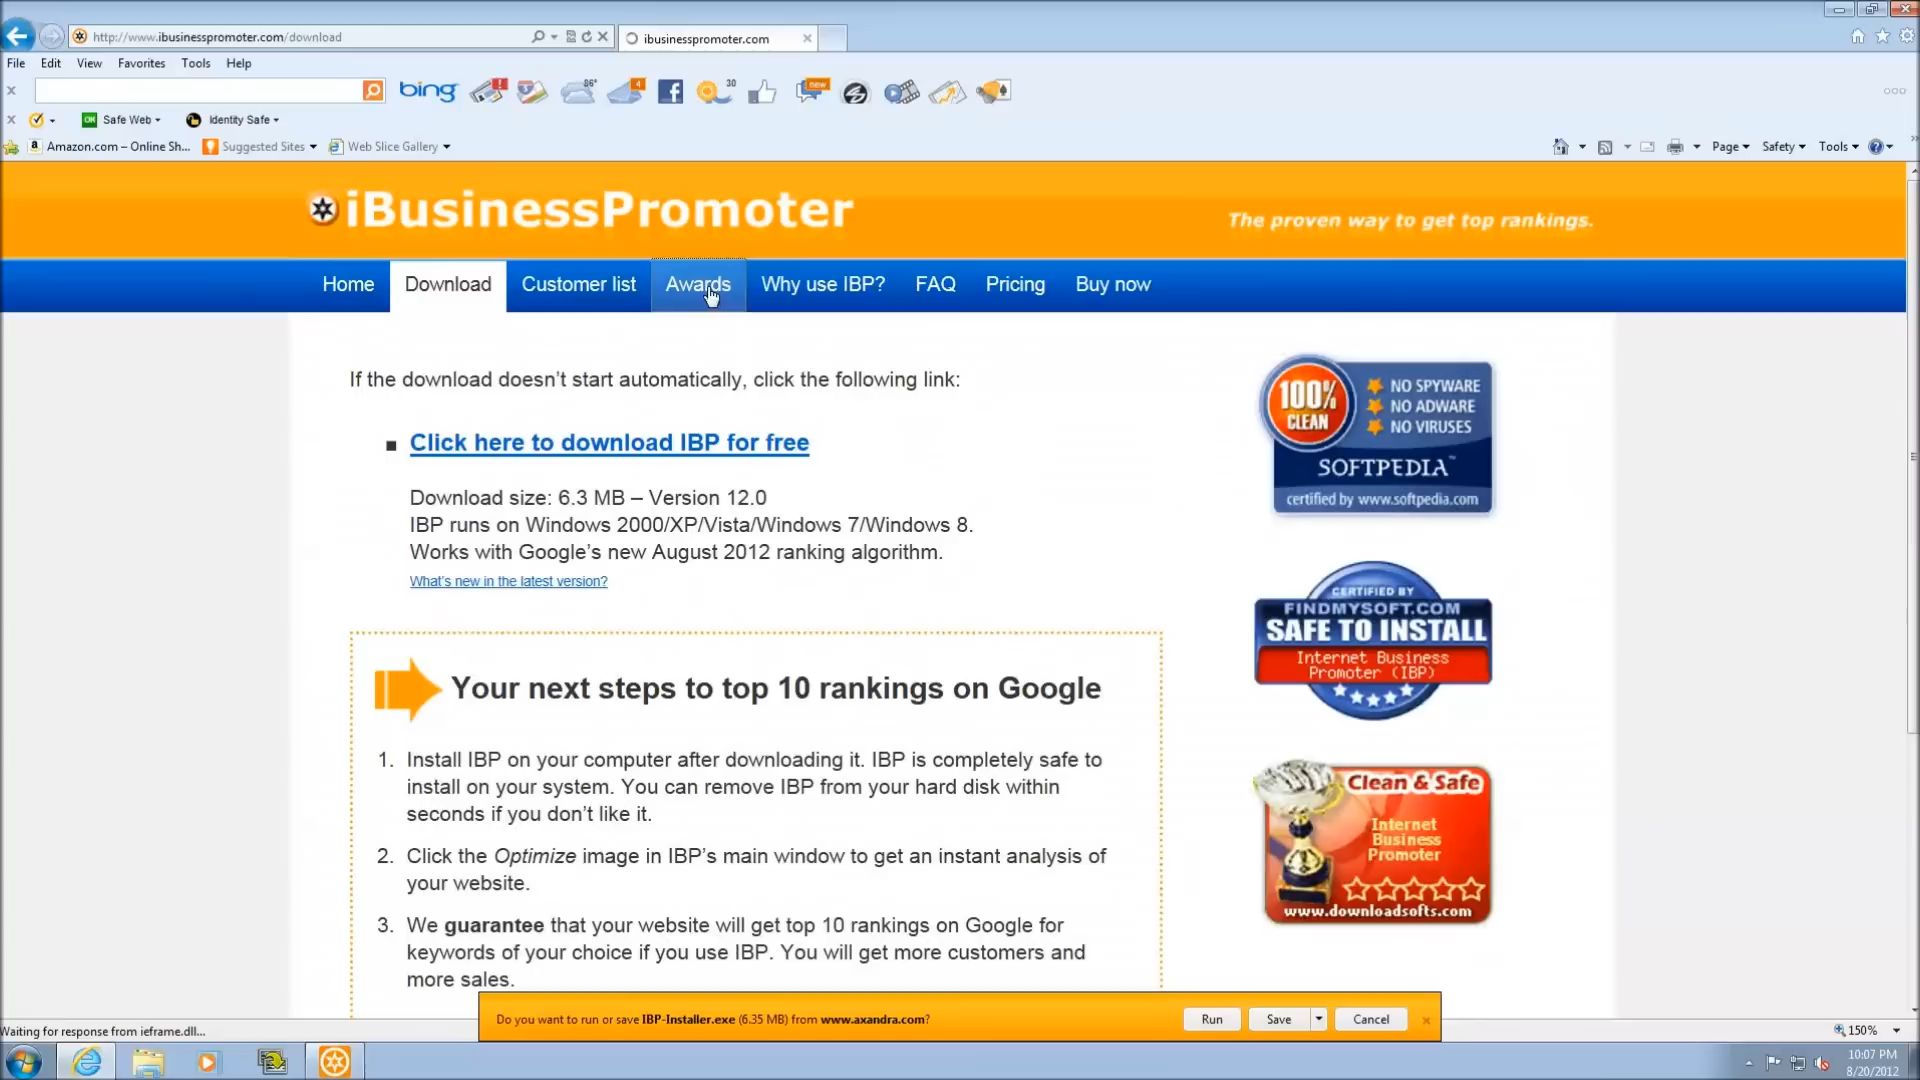 http://www.ibusinesspromoter.com/download
ibusinesspromoter.com
File Edit View Favorites Tools Help
bing 86° 4 30 new
Safe Web Identity Safe
Amazon.com – Online Sh... Suggested Sites Web Slice Gallery Page Safety Tools
iBusinessPromoter
The proven way to get top rankings.
Home Download Customer list Awards Why use IBP? FAQ Pricing Buy now
If the download doesn't start automatically, click the following link:
Click here to download IBP for free
Download size: 6.3 MB – Version 12.0
IBP runs on Windows 2000/XP/Vista/Windows 7/Windows 8.
Works with Google's new August 2012 ranking algorithm.
What's new in the latest version?
Your next steps to top 10 rankings on Google
1. Install IBP on your computer after downloading it. IBP is completely safe to
install on your system. You can remove IBP from your hard disk within
seconds if you don't like it.
2. Click the Optimize image in IBP's main window to get an instant analysis of
your website.
3. We guarantee that your website will get top 10 rankings on Google for
keywords of your choice if you use IBP. You will get more customers and
more sales.
100%
CLEAN
NO SPYWARE
NO ADWARE
NO VIRUSES
SOFTPEDIA™
certified by www.softpedia.com
CERTIFIED BY
FINDMYSOFT.COM
SAFE TO INSTALL
Internet Business
Promoter (IBP)
Clean & Safe
Internet
Business
Promoter
www.downloadsofts.com
Do you want to run or save IBP-Installer.exe (6.35 MB) from www.axandra.com?
Run Save Cancel
Waiting for response from ieframe.dll...
150%
10:07 PM
8/20/2012